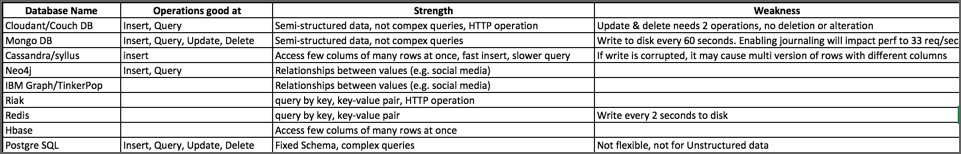 Database Name Operations good at Strength Weakness
Cloudant/Couch DB Insert, Query Semi-structured data, not compex queries, HTTP operation Update & delete needs 2 operations, no deletion or alteration
Mongo DB Insert, Query, Update, Delete Semi-structured data, not compex queries Write to disk every 60 seconds. Enabling journaling will impact perf to 33 req/sec
Cassandra/syllus insert Access few colums of many rows at once, fast insert, slower query If write is corrupted, it may cause multi version of rows with different columns
Neo4j Insert, Query Relationships between values (e.g. social media)
IBM Graph/TinkerPop Relationships between values (e.g. social media)
Riak query by key, key-value pair, HTTP operation
Redis query by key, key-value pair Write every 2 seconds to disk
Hbase Access few colums of many rows at once
Postgre SQL Insert, Query, Update, Delete Fixed Schema, complex queries Not flexible, not for Unstructured data